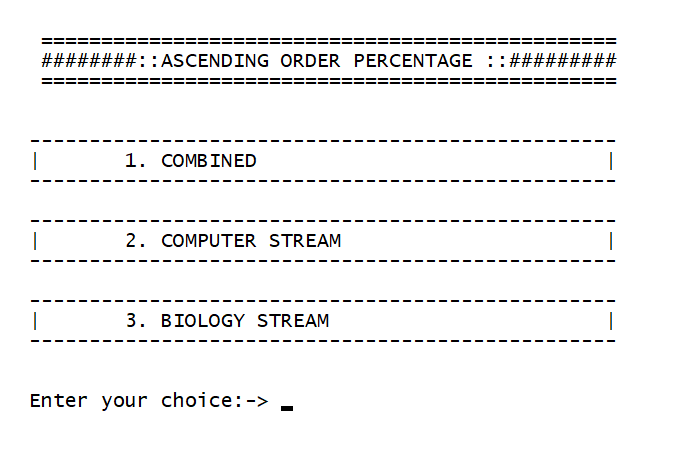 ================================================
########::ASCENDING ORDER PERCENTAGE ::#########
================================================
-------------------------------------------------
|       1. COMBINED                             |
-------------------------------------------------
-------------------------------------------------
|       2. COMPUTER STREAM                      |
-------------------------------------------------
-------------------------------------------------
|       3. BIOLOGY STREAM                       |
-------------------------------------------------
Enter your choice:-> _